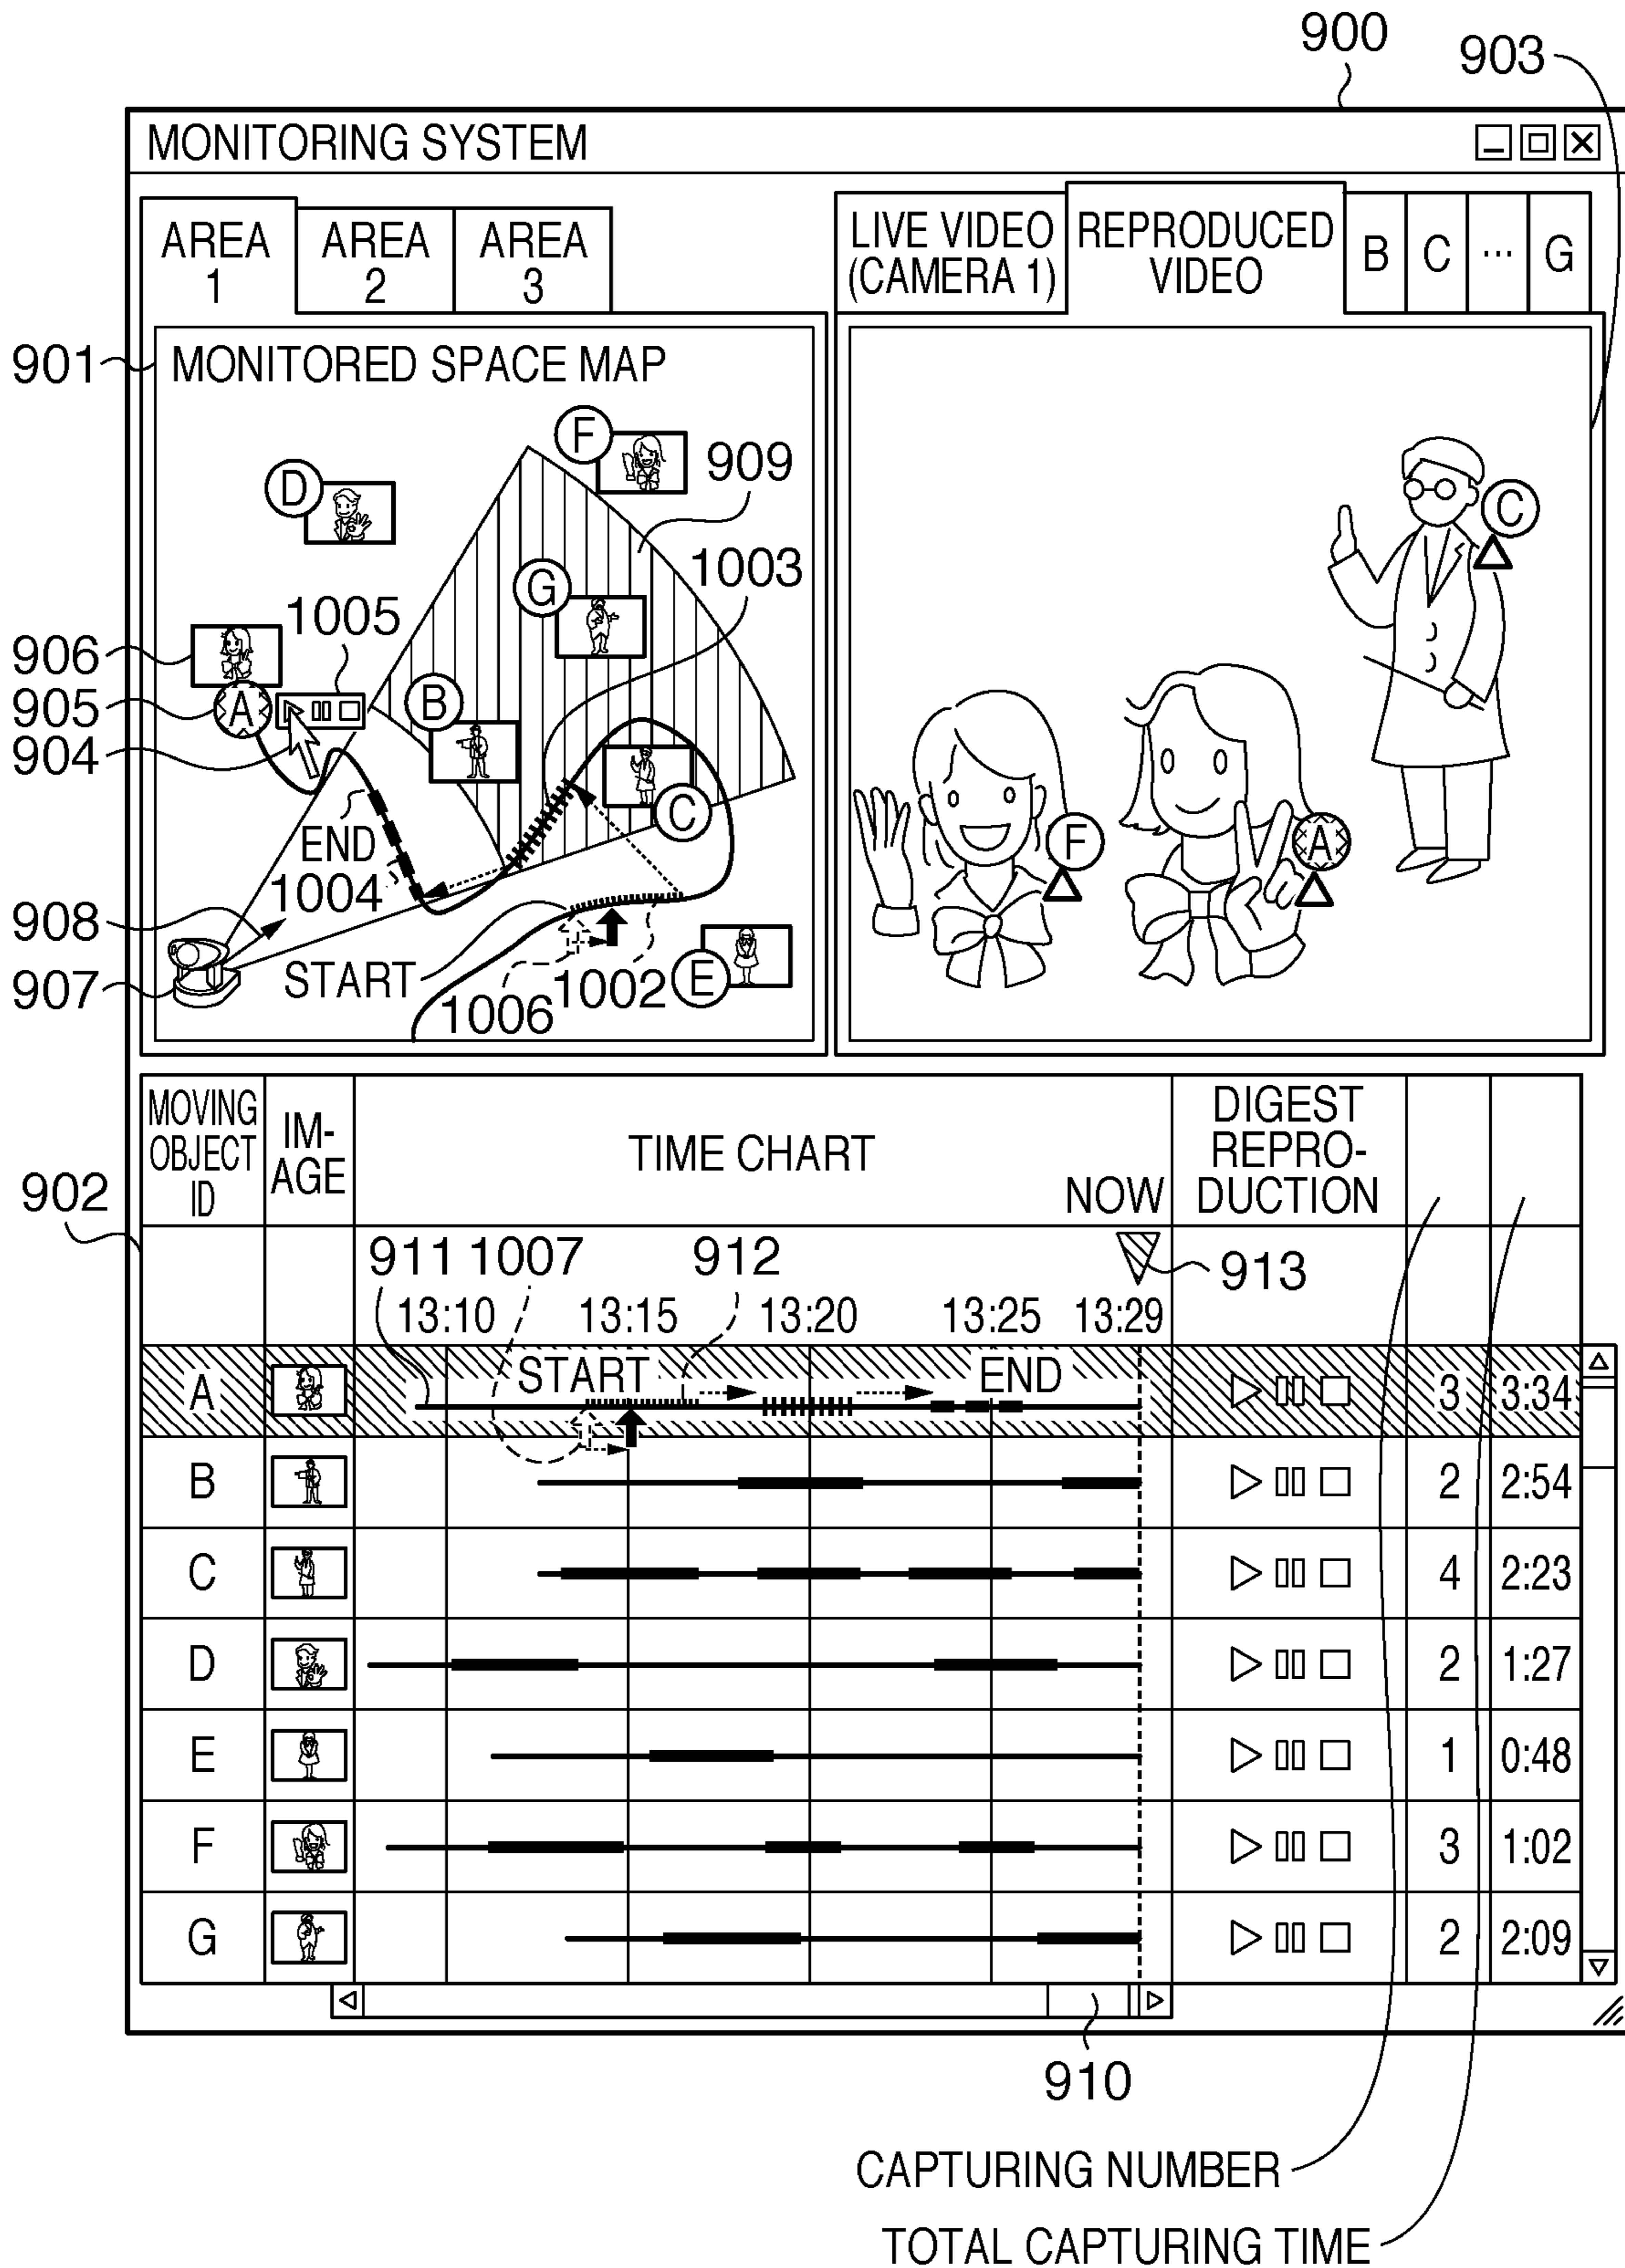 900
903
MONITORING SYSTEM
AREA
1
AREA
2
AREA
3
LIVE VIDEO
(CAMERA 1)
REPRODUCED
VIDEO
B
C
...
G
901
MONITORED SPACE MAP
F
909
D
1003
G
1005
906
B
905
A
904
C
END
1004
908
START
907
1006
1002
E
C
F
A
MOVING
OBJECT
ID
IM-
AGE
TIME CHART
NOW
DIGEST
REPRO-
DUCTION
902
911
1007
912
913
13:10
13:15
13:20
13:25
13:29
A
START
END
3
3:34
B
2
2:54
C
4
2:23
D
2
1:27
E
1
0:48
F
3
1:02
G
2
2:09
910
CAPTURING NUMBER
TOTAL CAPTURING TIME